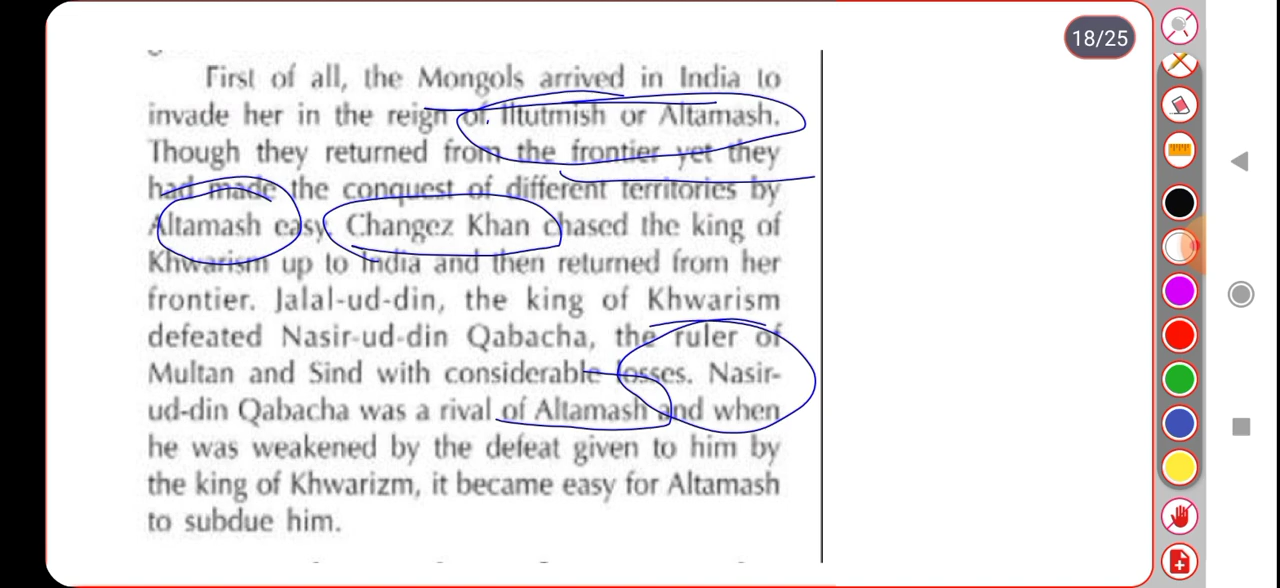 18/25
First of all, the Mongols arrived in India to
invade her in the reign of Iltutmish or Altamash.
Though they returned from the frontier yet they
had made the conquest of different territories by
Altamash easy. Changez Khan chased the king of
Khwarism up to India and then returned from her
frontier. Jalal-ud-din, the king of Khwarism
defeated Nasir-ud-din Qabacha, the ruler of
Multan and Sind with considerable losses. Nasir-
ud-din Qabacha was a rival of Altamash and when
he was weakened by the defeat given to him by
the king of Khwarizm, it became easy for Altamash
to subdue him.